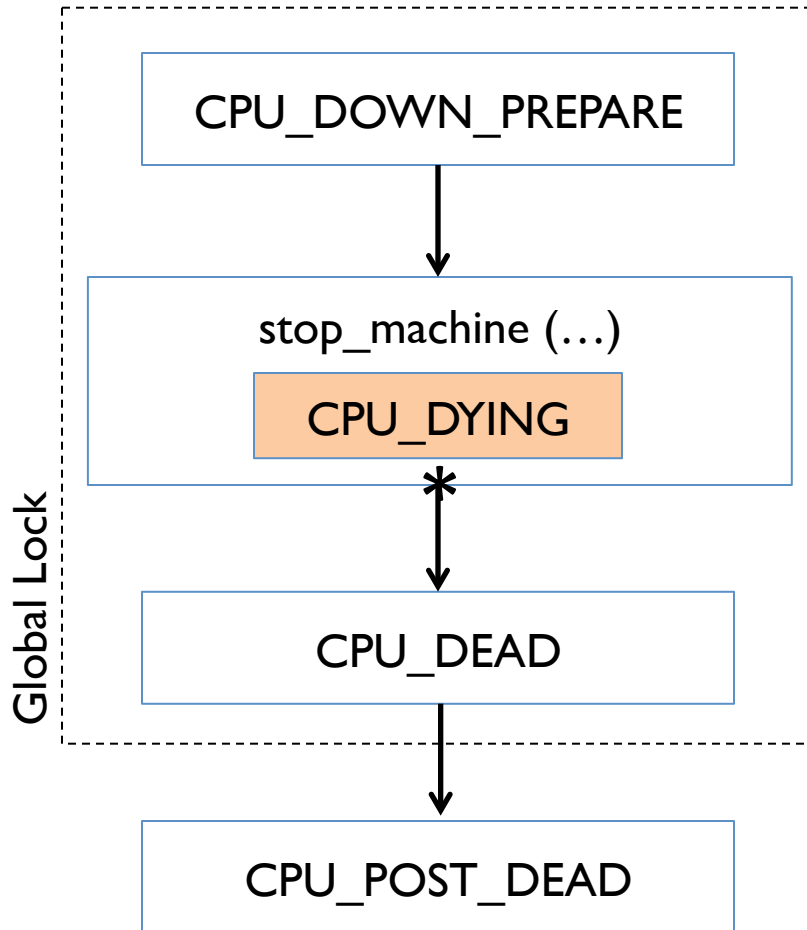 CPU_DOWN_PREPARE
stop_machine (…)
CPU_DYING
*
CPU_DEAD
Global Lock
CPU_POST_DEAD